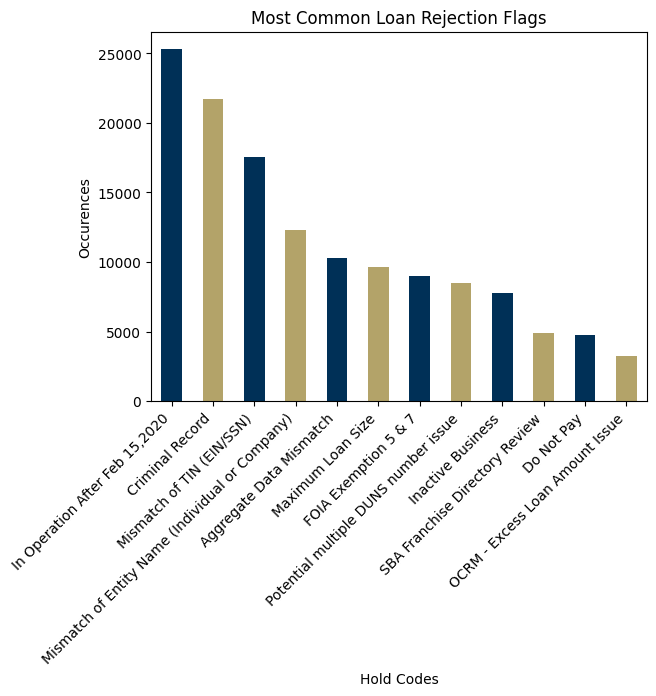 Most Common Loan Rejection Flags
Occurences
25000
20000
15000
10000
5000
0
In Operation After Feb 15,2020
Criminal Record
Mismatch of TIN (EIN/SSN)
Mismatch of Entity Name (Individual or Company)
Aggregate Data Mismatch
Maximum Loan Size
FOIA Exemption 5 & 7
Potential multiple DUNS number issue
Inactive Business
SBA Franchise Directory Review
Do Not Pay
OCRM - Excess Loan Amount Issue
Hold Codes